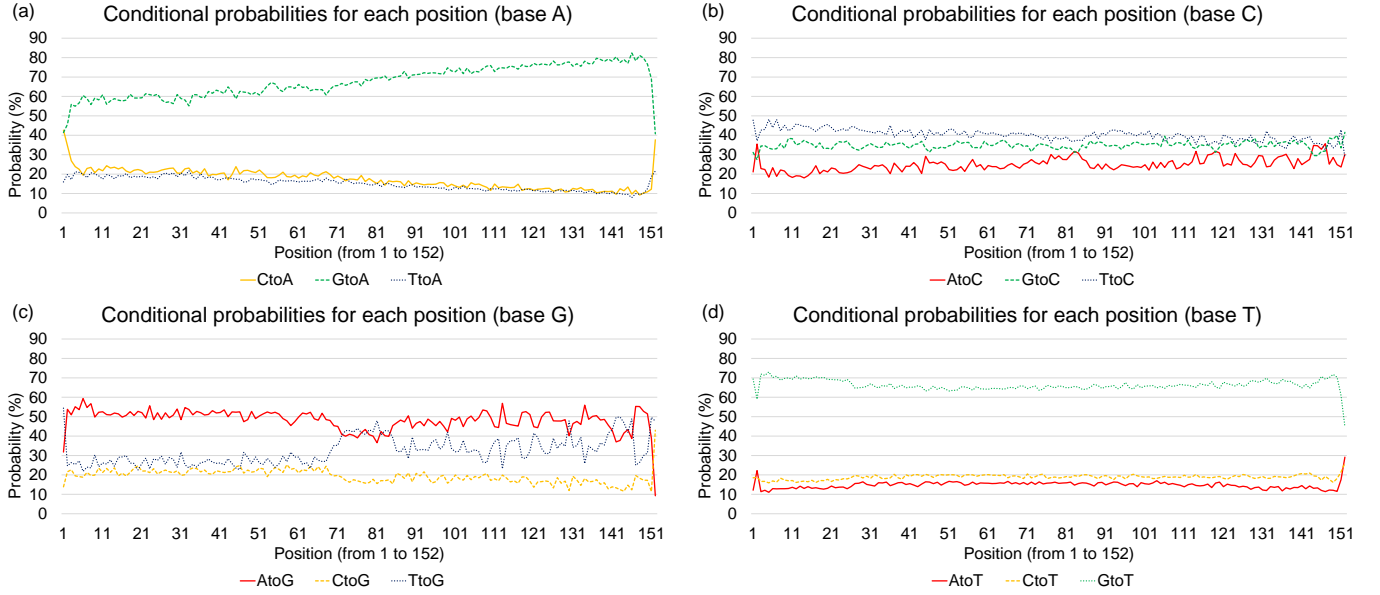 (a)
Conditional probabilities for each position (base A)
Probability (%)
90
80
70
60
50
40
30
20
10
0
1 11 21 31 41 51 61 71 81 91 101 111 121 131 141 151
Position (from 1 to 152)
CtoA GtoA TtoA
(b)
Conditional probabilities for each position (base C)
Probability (%)
90
80
70
60
50
40
30
20
10
0
1 11 21 31 41 51 61 71 81 91 101 111 121 131 141 151
Position (from 1 to 152)
AtoC GtoC TtoC
(c)
Conditional probabilities for each position (base G)
Probability (%)
90
80
70
60
50
40
30
20
10
0
1 11 21 31 41 51 61 71 81 91 101 111 121 131 141 151
Position (from 1 to 152)
AtoG CtoG TtoG
(d)
Conditional probabilities for each position (base T)
Probability (%)
90
80
70
60
50
40
30
20
10
0
1 11 21 31 41 51 61 71 81 91 101 111 121 131 141 151
Position (from 1 to 152)
AtoT CtoT GtoT